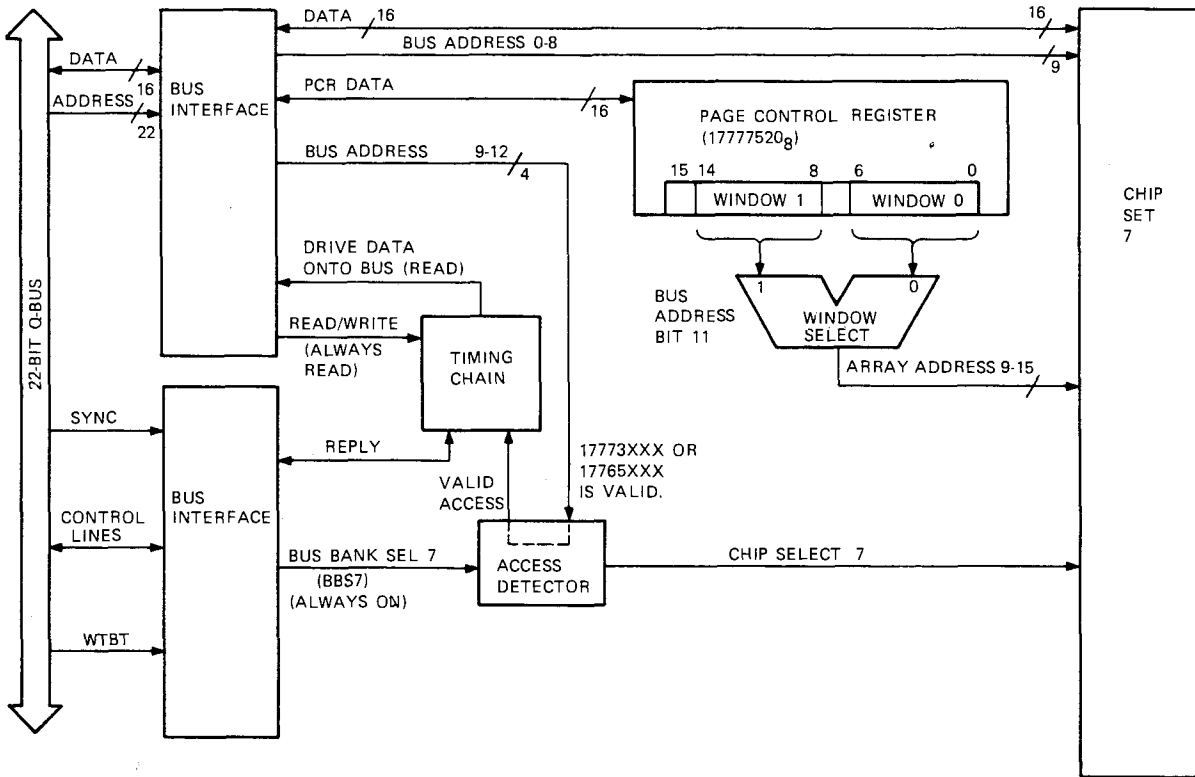 22-BIT Q-BUS
DATA
16
ADDRESS
22
BUS
INTERFACE
DATA
16
16
BUS ADDRESS 0-8
9
PCR DATA
16
BUS ADDRESS 9-12
4
PAGE CONTROL REGISTER
(17777520₈)
15 14 8 6 0
WINDOW 1
WINDOW 0
CHIP
SET
7
DRIVE DATA
ONTO BUS (READ)
1
0
BUS
ADDRESS
BIT 11
WINDOW
SELECT
READ/WRITE
(ALWAYS
READ)
TIMING
CHAIN
ARRAY ADDRESS 9-15
SYNC
REPLY
VALID
ACCESS
17773XXX OR
17765XXX
IS VALID.
BUS
INTERFACE
CONTROL
LINES
BUS BANK SEL 7
(BBS7)
(ALWAYS ON)
ACCESS
DETECTOR
CHIP SELECT 7
WTBT